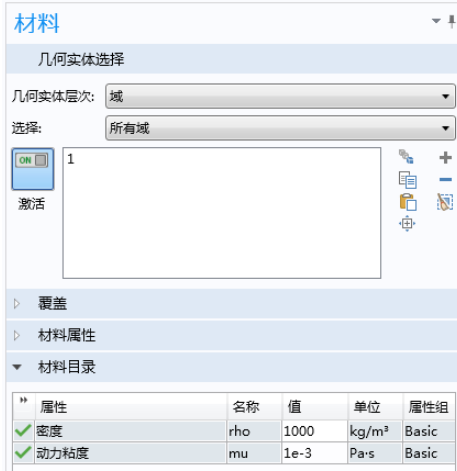 材料
几何实体选择
几何实体层次: 域
选择: 所有域
ON
1
激活
覆盖
材料属性
材料目录
属性 名称 值 单位 属性组
密度 rho 1000 kg/m³ Basic
动力粘度 mu 1e-3 Pa·s Basic